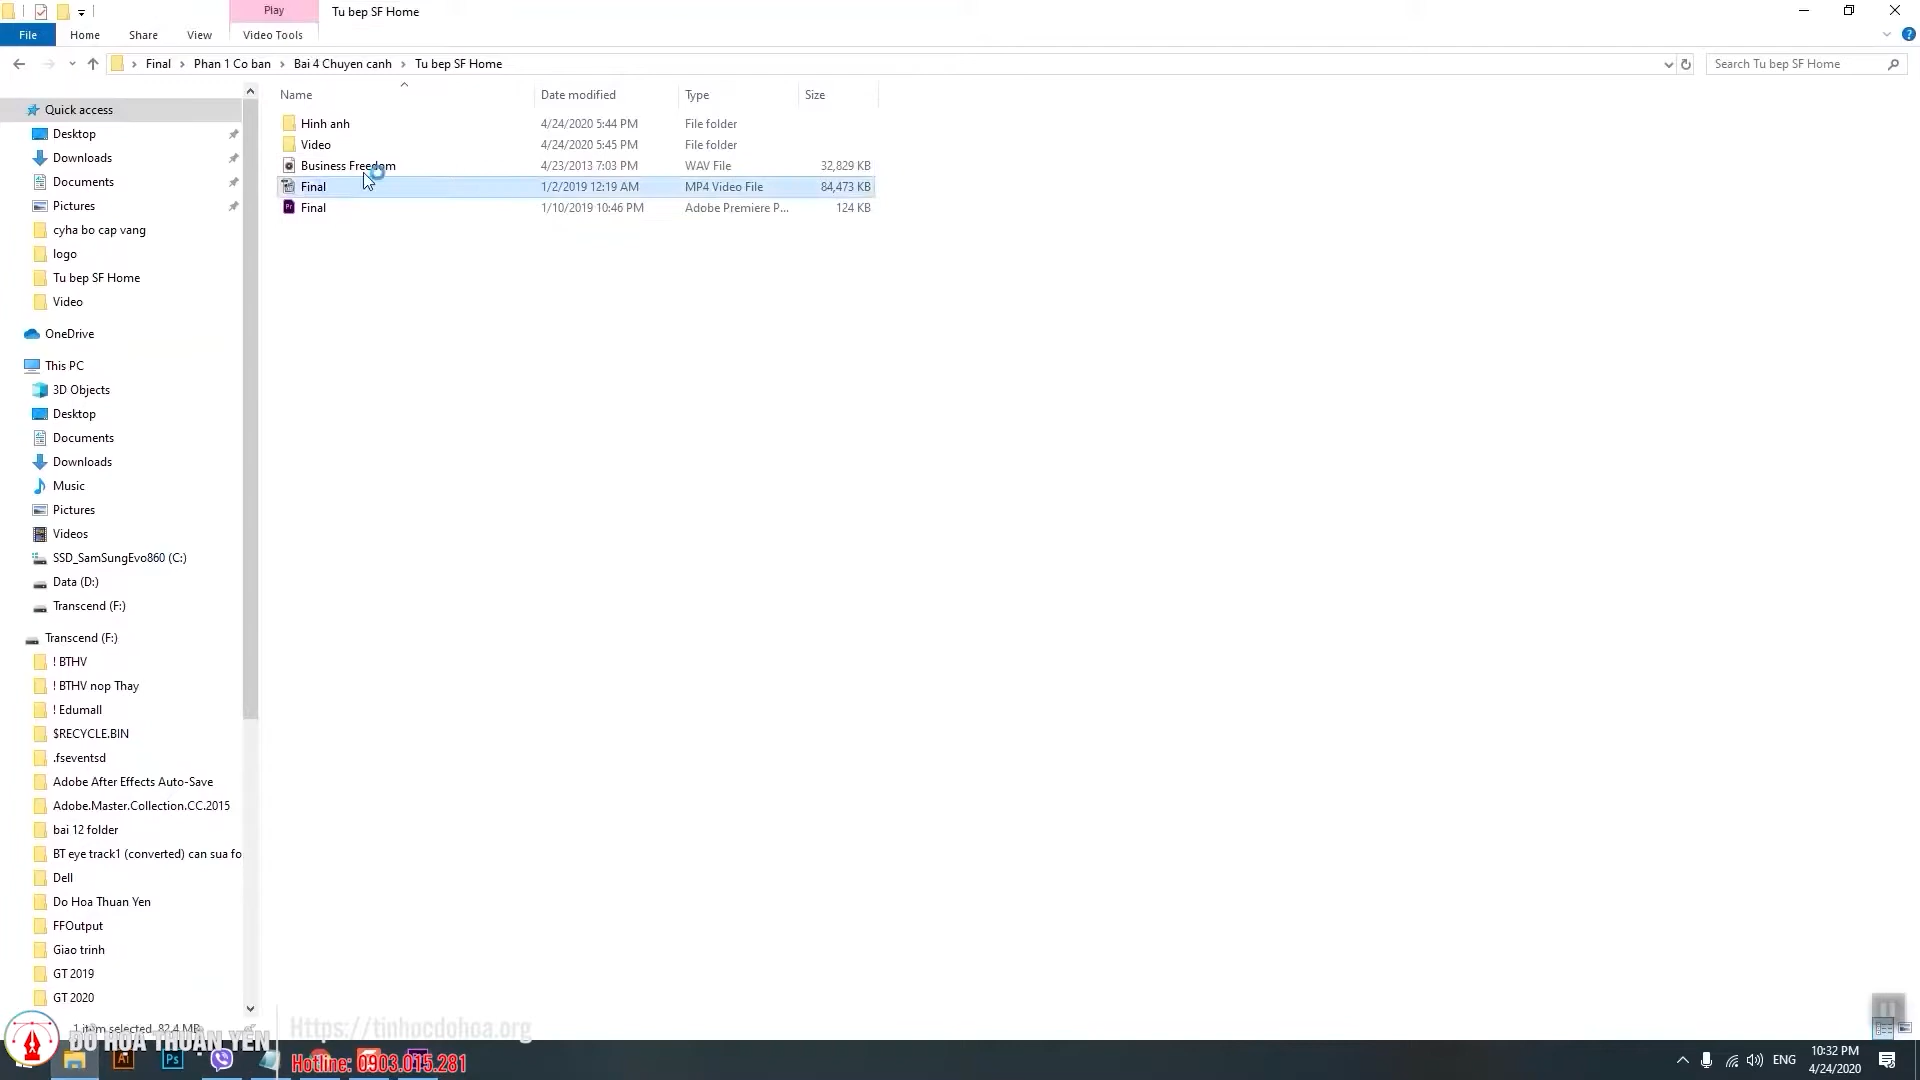 Play
Tu bep SF Home
File
Home
Share
View
Video Tools
Final
Phan 1 Co ban
Bai 4 Chuyen canh
Tu bep SF Home
Search Tu bep SF Home
Name
Date modified
Type
Size
Hinh anh
4/24/2020 5:44 PM
File folder
Video
4/24/2020 5:45 PM
File folder
Business Freedom
4/23/2013 7:03 PM
WAV File
32,829 KB
Final
1/2/2019 12:19 AM
MP4 Video File
84,473 KB
Final
1/10/2019 10:46 PM
Adobe Premiere P...
124 KB
Quick access
Desktop
Downloads
Documents
Pictures
cyha bo cap vang
logo
Tu bep SF Home
Video
OneDrive
This PC
3D Objects
Desktop
Documents
Downloads
Music
Pictures
Videos
SSD_SamSungEvo860 (C:)
Data (D:)
Transcend (F:)
Transcend (F:)
! BTHV
! BTHV nop Thay
! Edumall
$RECYCLE.BIN
.fseventsd
Adobe After Effects Auto-Save
Adobe.Master.Collection.CC.2015
bai 12 folder
BT eye track1 (converted) can sua fo
Dell
Do Hoa Thuan Yen
FFOutput
Giao trinh
GT 2019
GT 2020
1 item selected 82.4 MB
ĐỒ HỌA THUẬN YẾN
Https://tinhocdohoa.org
Hotline: 0903.015.281
Ai
Ps
ENG
10:32 PM
4/24/2020